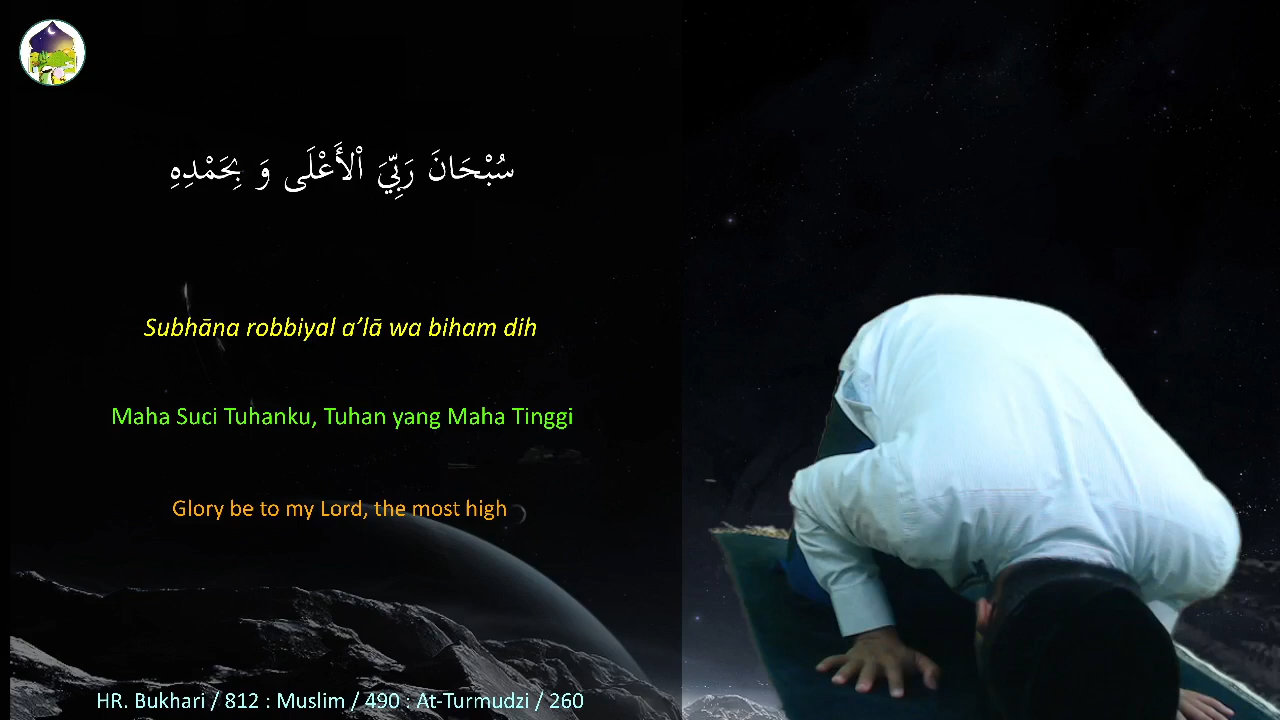 سُبْحَانَ رَبِّيَ اْلأَعْلَى وَ بِحَمْدِهِ
Subhāna robbiyal a’lā wa biham dih
Maha Suci Tuhanku, Tuhan yang Maha Tinggi
Glory be to my Lord, the most high
HR. Bukhari / 812 : Muslim / 490 : At-Turmudzi / 260